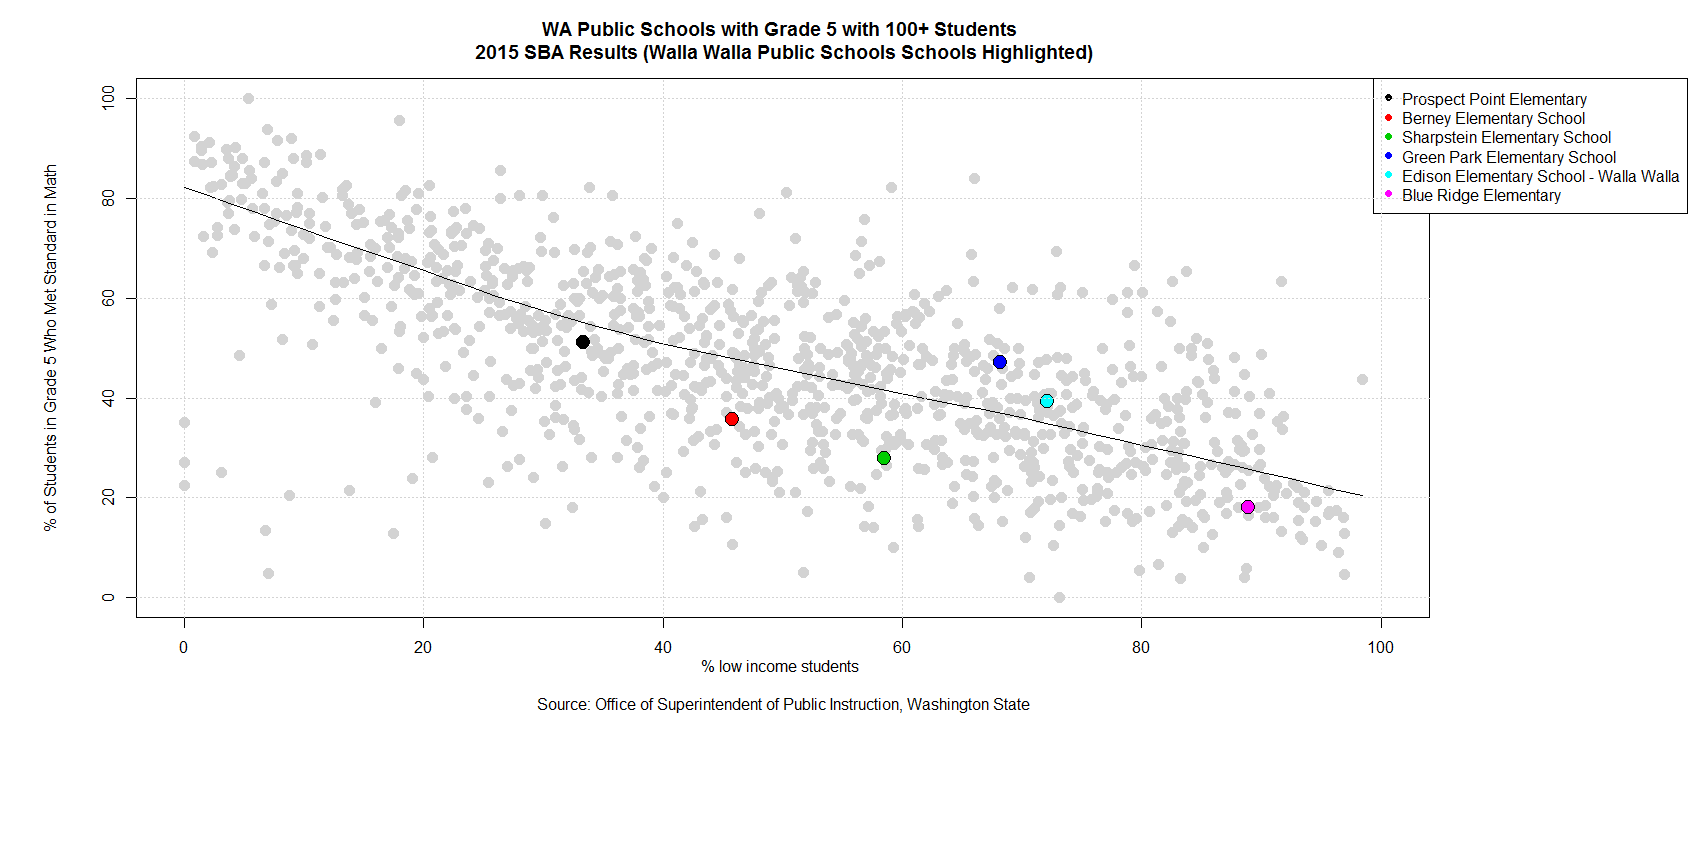 WA Public Schools with Grade 5 with 100+ Students
2015 SBA Results (Walla Walla Public Schools Schools Highlighted)
% of Students in Grade 5 Who Met Standard in Math
100
80
60
40
20
0
Prospect Point Elementary
Berney Elementary School
Sharpstein Elementary School
Green Park Elementary School
Edison Elementary School - Walla Walla
Blue Ridge Elementary
0 20 40 60 80 100
% low income students
Source: Office of Superintendent of Public Instruction, Washington State